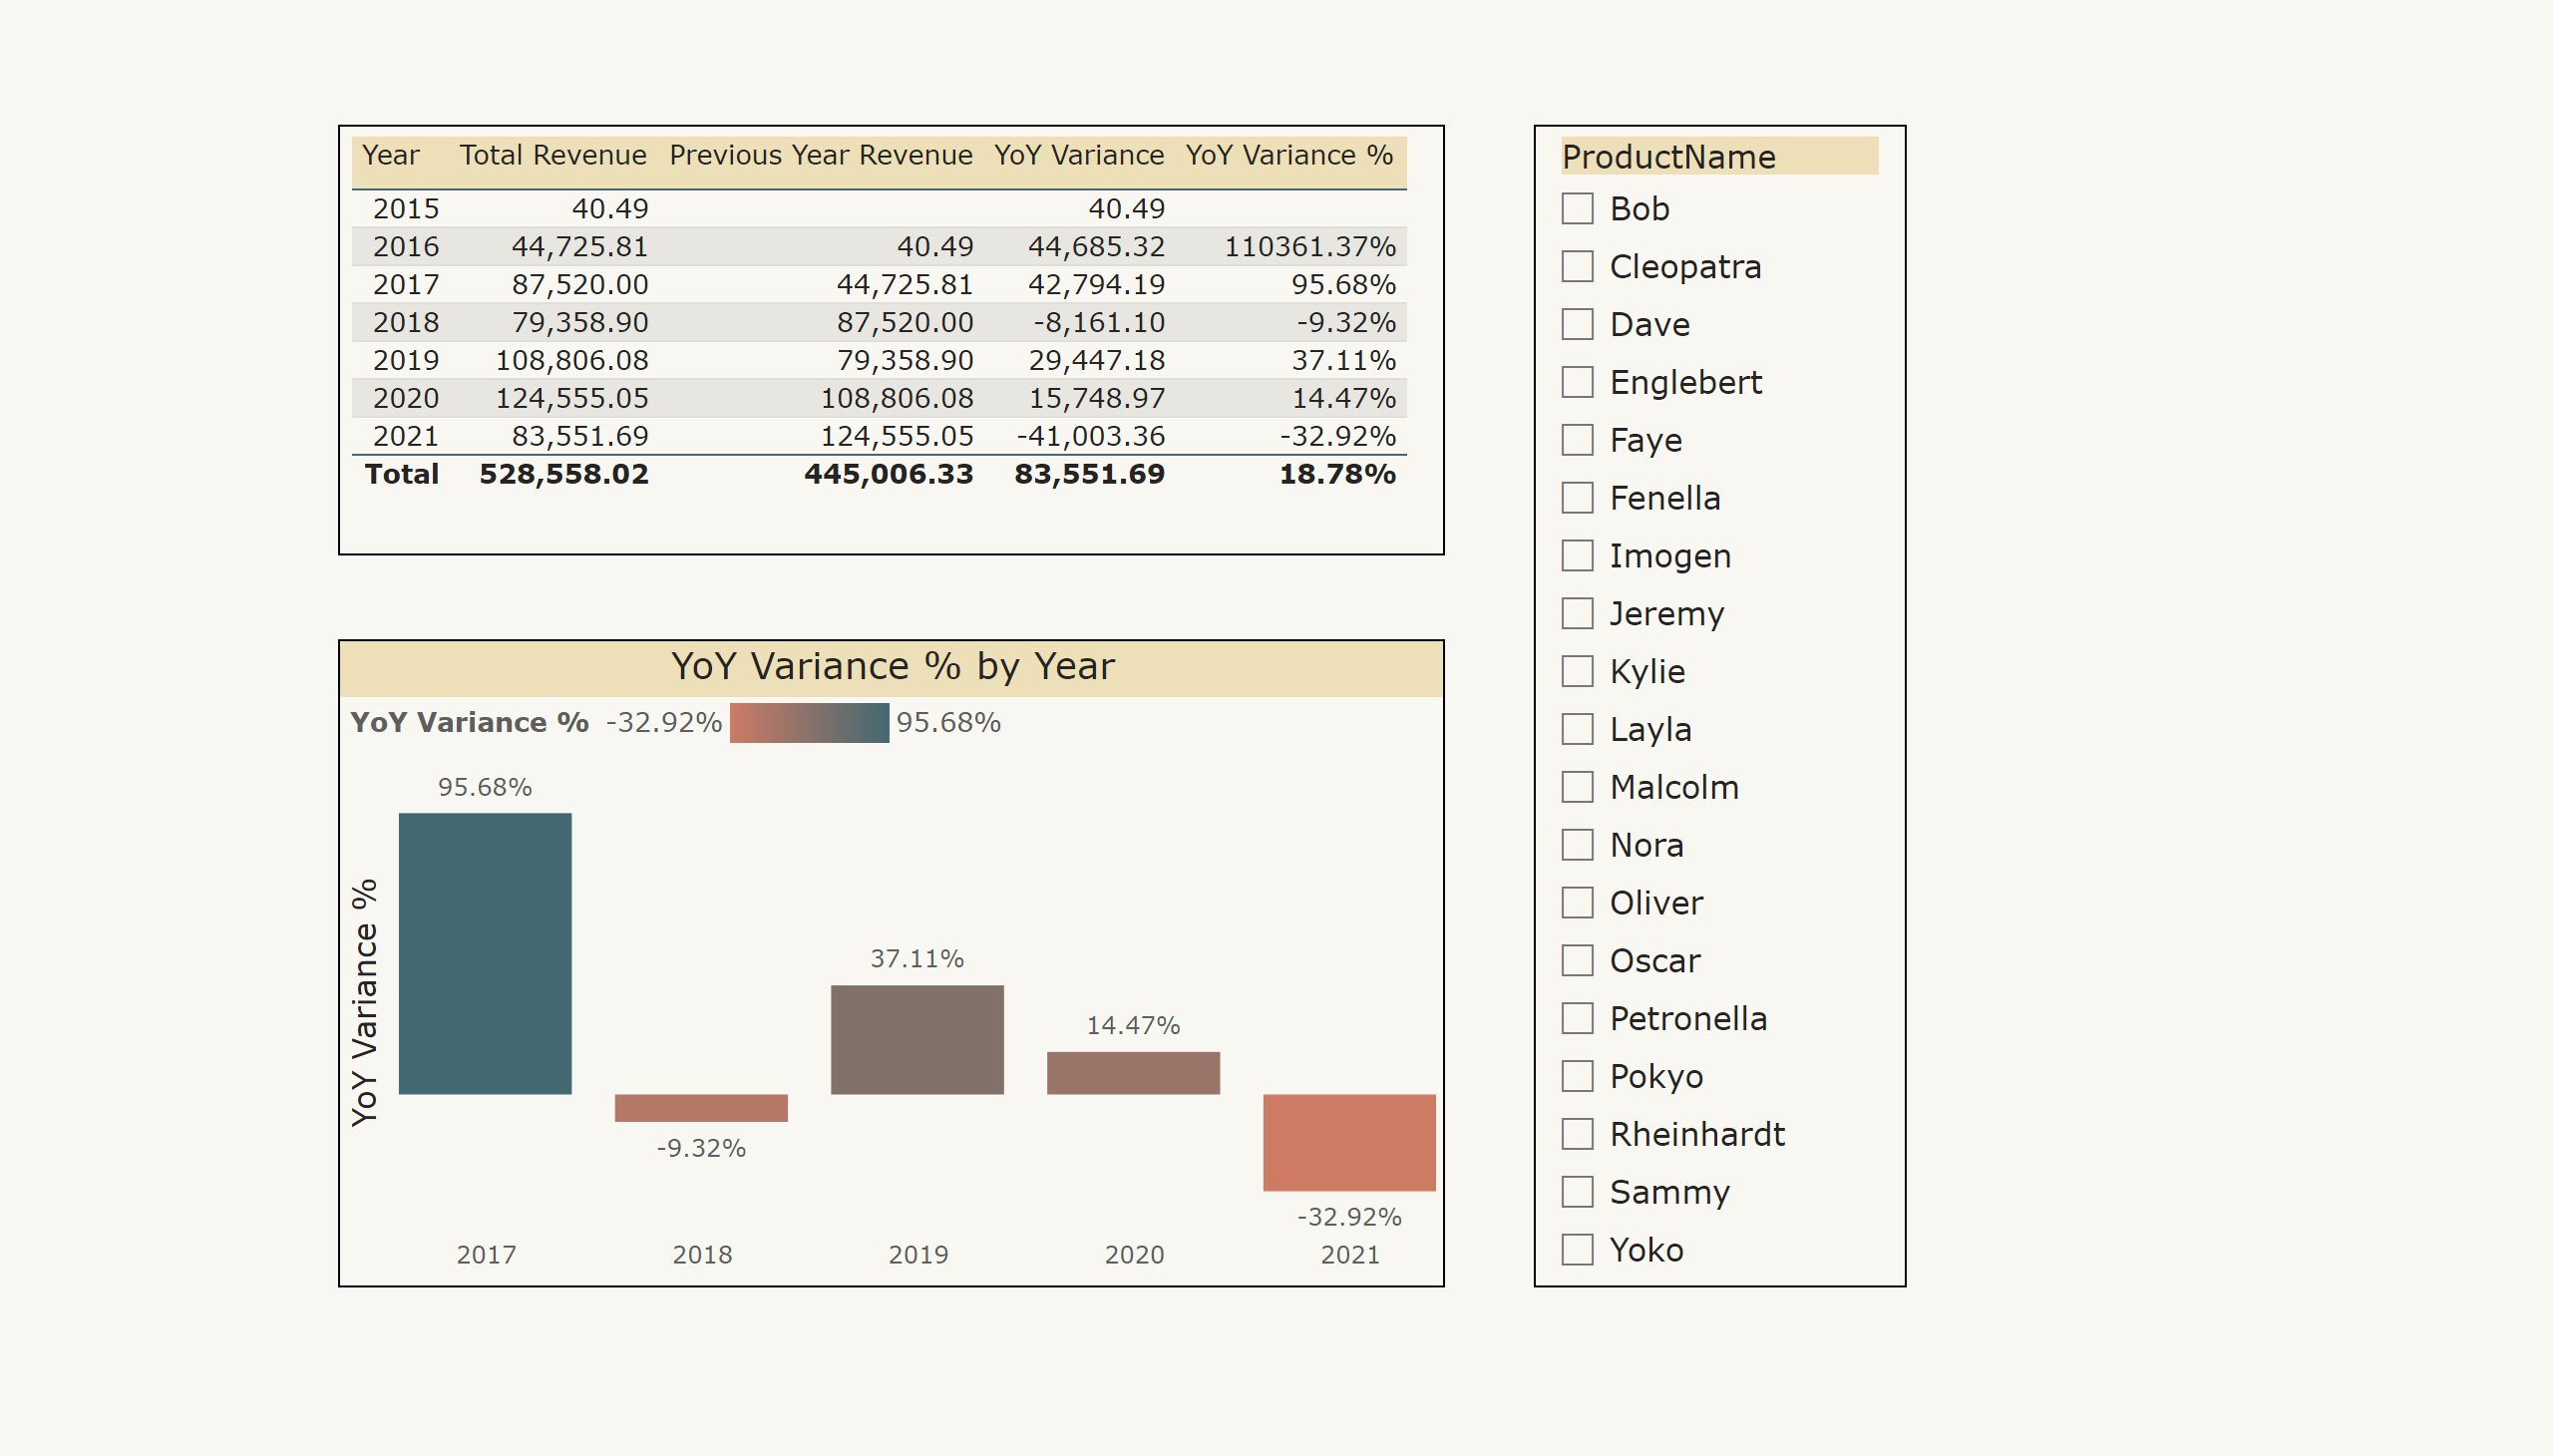 Year Total Revenue Previous Year Revenue YoY Variance YoY Variance %
2015 40.49 40.49
2016 44,725.81 40.49 44,685.32 110361.37%
2017 87,520.00 44,725.81 42,794.19 95.68%
2018 79,358.90 87,520.00 -8,161.10 -9.32%
2019 108,806.08 79,358.90 29,447.18 37.11%
2020 124,555.05 108,806.08 15,748.97 14.47%
2021 83,551.69 124,555.05 -41,003.36 -32.92%
Total 528,558.02 445,006.33 83,551.69 18.78%
YoY Variance % by Year
YoY Variance % -32.92% 95.68%
YoY Variance %
95.68%
-9.32%
37.11%
14.47%
-32.92%
2017 2018 2019 2020 2021
ProductName
Bob
Cleopatra
Dave
Englebert
Faye
Fenella
Imogen
Jeremy
Kylie
Layla
Malcolm
Nora
Oliver
Oscar
Petronella
Pokyo
Rheinhardt
Sammy
Yoko